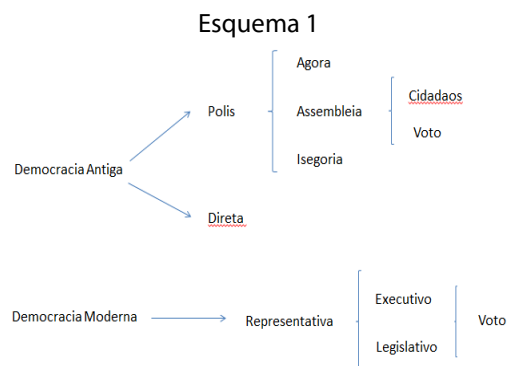 Esquema 1
Agora
Polis
Assembleia
Cidadaos
Voto
Isegoria
Democracia Antiga
Direta
Democracia Moderna
Representativa
Executivo
Voto
Legislativo